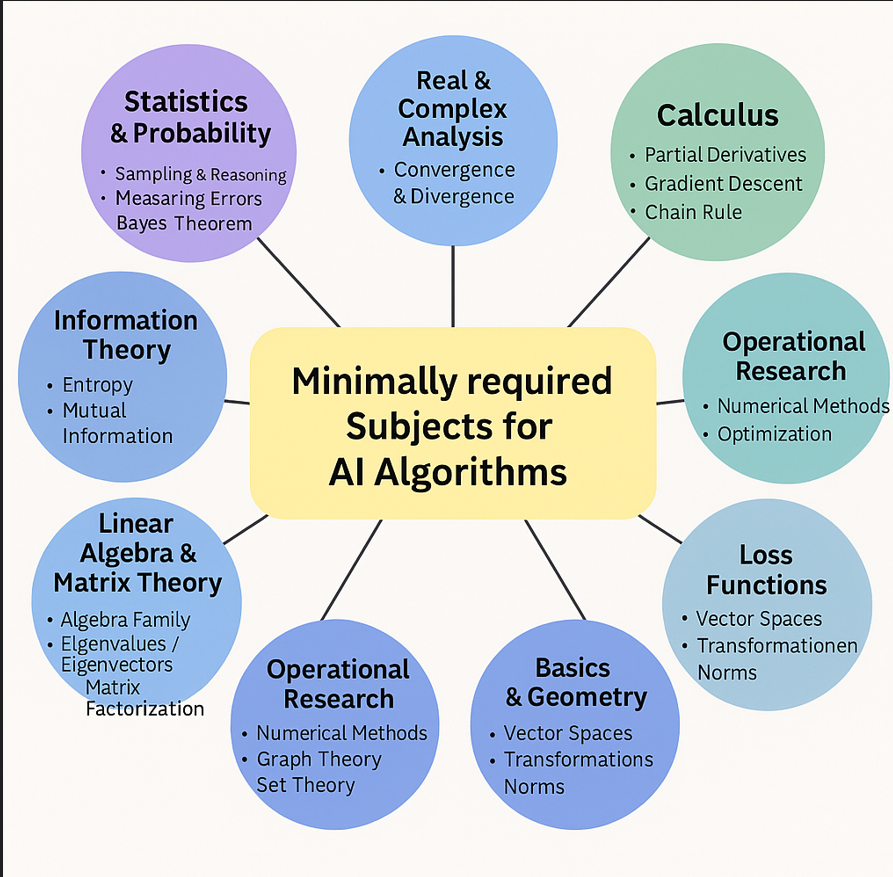 Statistics
& Probability
• Sampling & Reasoning
• Measaring Errors
Bayes Theorem
Real &
Complex
Analysis
• Convergence
& Divergence
Calculus
• Partial Derivatives
• Gradient Descent
• Chain Rule
Information
Theory
• Entropy
• Mutual
Information
Minimally required
Subjects for
AI Algorithms
Operational
Research
• Numerical Methods
• Optimization
Linear
Algebra &
Matrix Theory
• Algebra Family
• Elgenvalues /
Eigenvectors
Matrix
Factorization
Loss
Functions
• Vector Spaces
• Transformationen
Norms
Operational
Research
• Numerical Methods
• Graph Theory
Set Theory
Basics
& Geometry
• Vector Spaces
• Transformations
Norms